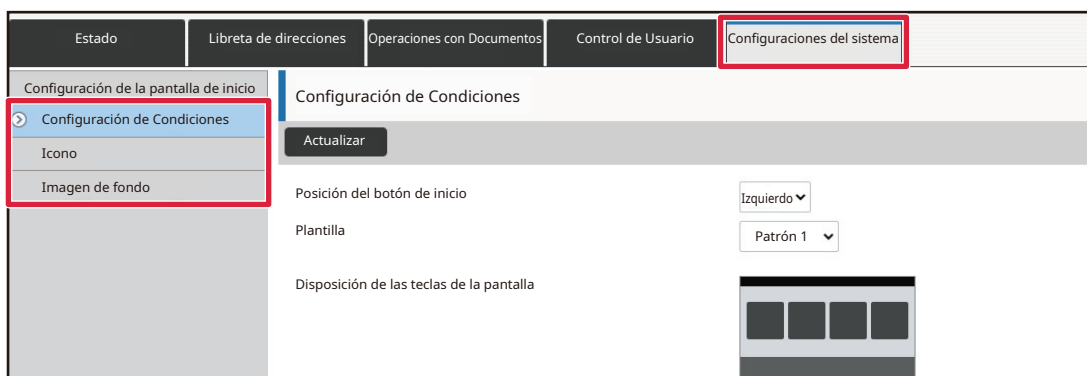 Estado
Libreta de direcciones
Operaciones con Documentos
Control de Usuario
Configuraciones del sistema
Configuración de la pantalla de inicio
Configuración de Condiciones
Icono
Imagen de fondo
Configuración de Condiciones
Actualizar
Posición del botón de inicio
Izquierdo
Plantilla
Patrón 1
Disposición de las teclas de la pantalla